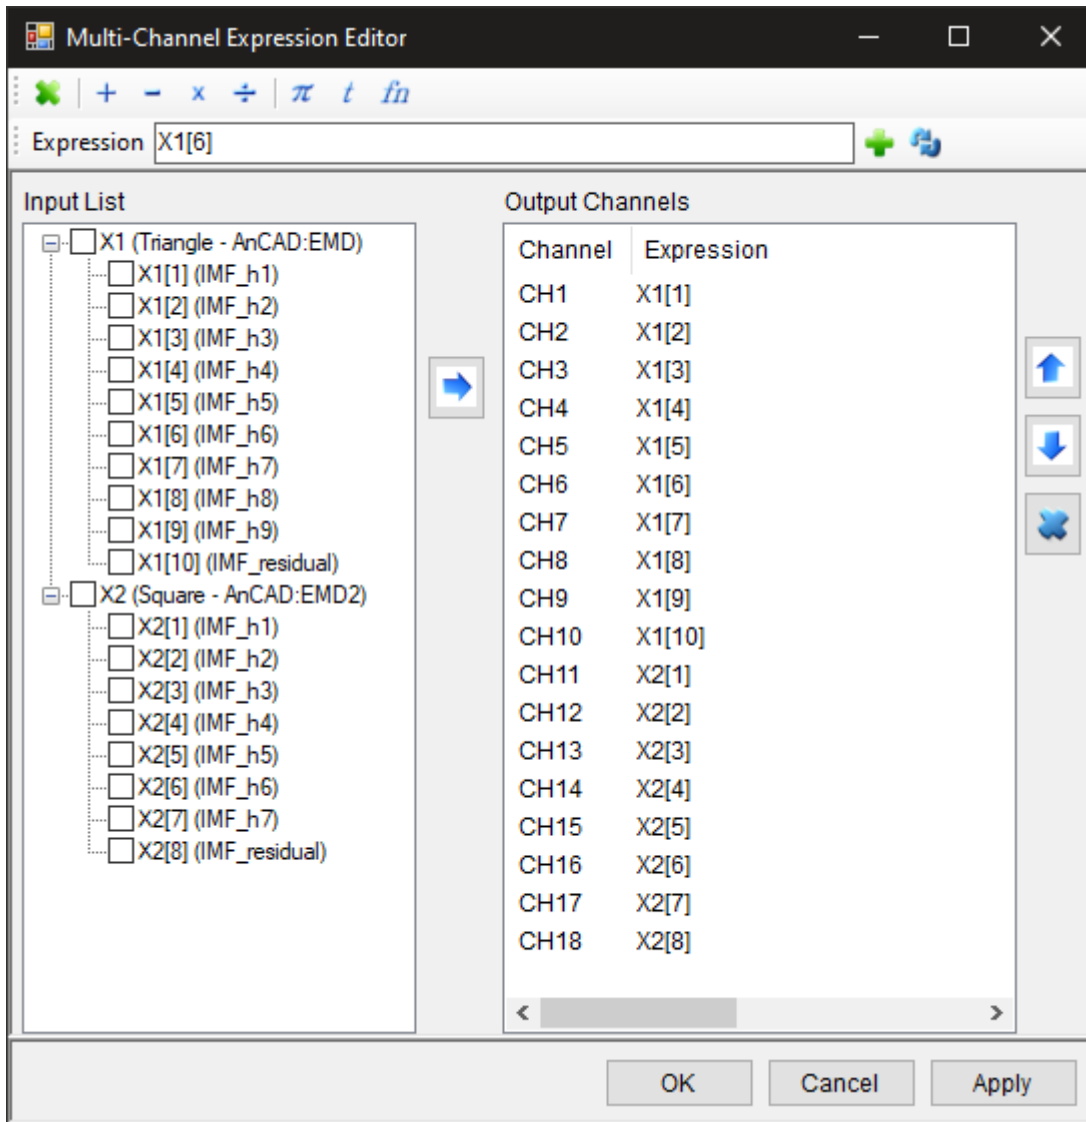 Multi-Channel Expression Editor
+ − x ÷ π t fn
Expression X1[6]
Input List
X1 (Triangle - AnCAD:EMD)
X1[1] (IMF_h1)
X1[2] (IMF_h2)
X1[3] (IMF_h3)
X1[4] (IMF_h4)
X1[5] (IMF_h5)
X1[6] (IMF_h6)
X1[7] (IMF_h7)
X1[8] (IMF_h8)
X1[9] (IMF_h9)
X1[10] (IMF_residual)
X2 (Square - AnCAD:EMD2)
X2[1] (IMF_h1)
X2[2] (IMF_h2)
X2[3] (IMF_h3)
X2[4] (IMF_h4)
X2[5] (IMF_h5)
X2[6] (IMF_h6)
X2[7] (IMF_h7)
X2[8] (IMF_residual)
Output Channels
Channel Expression
CH1 X1[1]
CH2 X1[2]
CH3 X1[3]
CH4 X1[4]
CH5 X1[5]
CH6 X1[6]
CH7 X1[7]
CH8 X1[8]
CH9 X1[9]
CH10 X1[10]
CH11 X2[1]
CH12 X2[2]
CH13 X2[3]
CH14 X2[4]
CH15 X2[5]
CH16 X2[6]
CH17 X2[7]
CH18 X2[8]
OK Cancel Apply